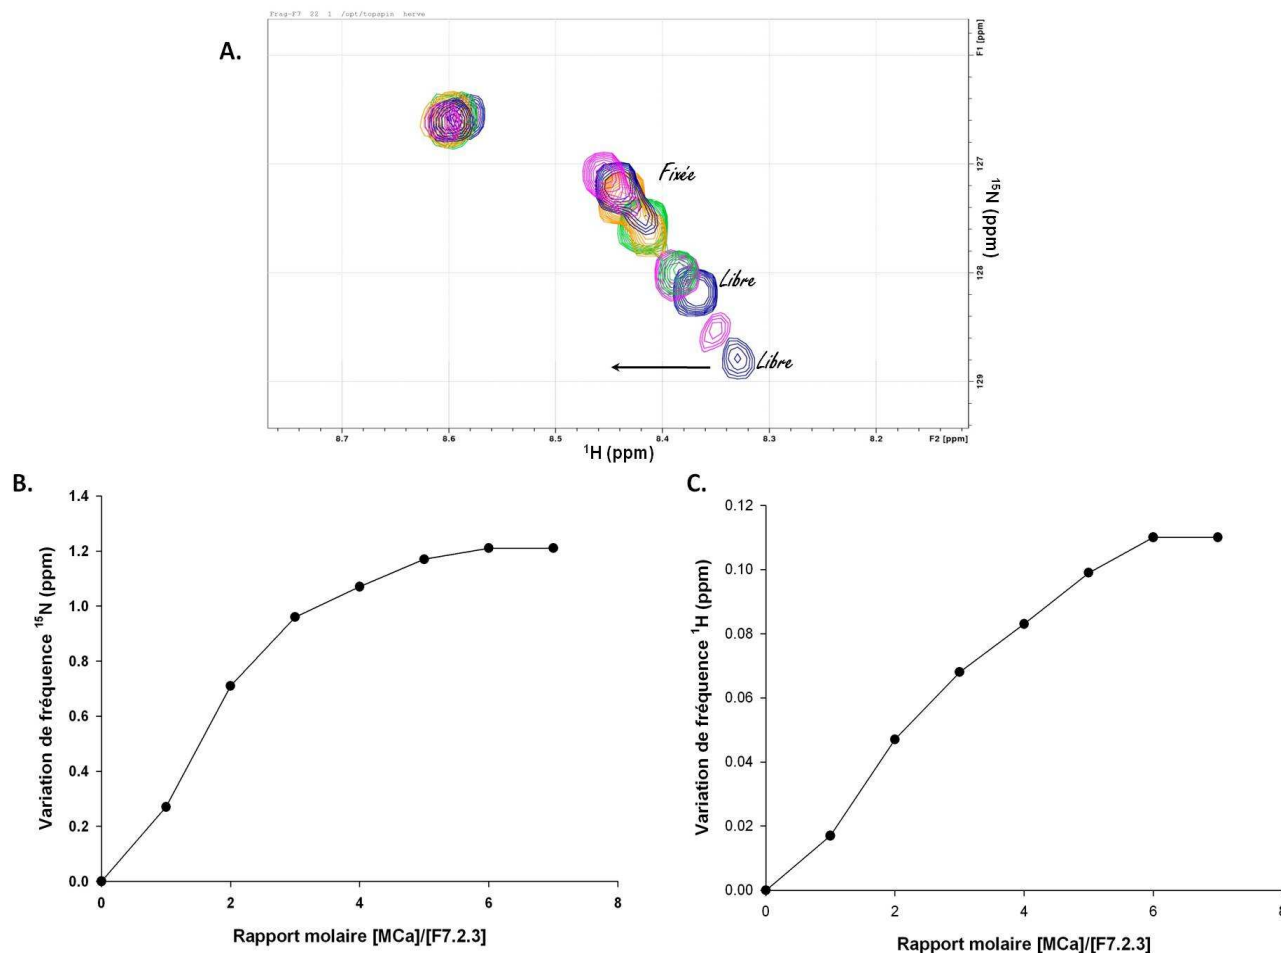 Frag-F7 22 1 /opt/topspin herve
A.
F1 [ppm]
Fixée
127
15N (ppm)
Libre
128
Libre
129
8.7 8.6 8.5 8.4 8.3 8.2 F2 [ppm]
1H (ppm)
B.
1.4
1.2
1.0
0.8
0.6
0.4
0.2
0.0
Variation de fréquence 15N (ppm)
0 2 4 6 8
Rapport molaire [MCa]/[F7.2.3]
C.
0.12
0.10
0.08
0.06
0.04
0.02
0.00
Variation de fréquence 1H (ppm)
0 2 4 6 8
Rapport molaire [MCa]/[F7.2.3]